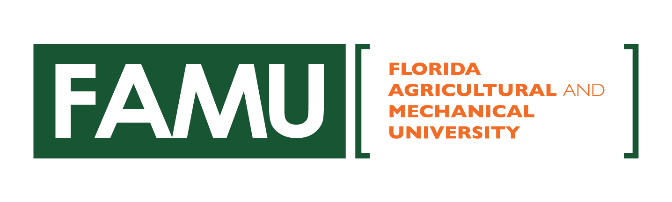 FAMU
FLORIDA
AGRICULTURAL AND
MECHANICAL
UNIVERSITY